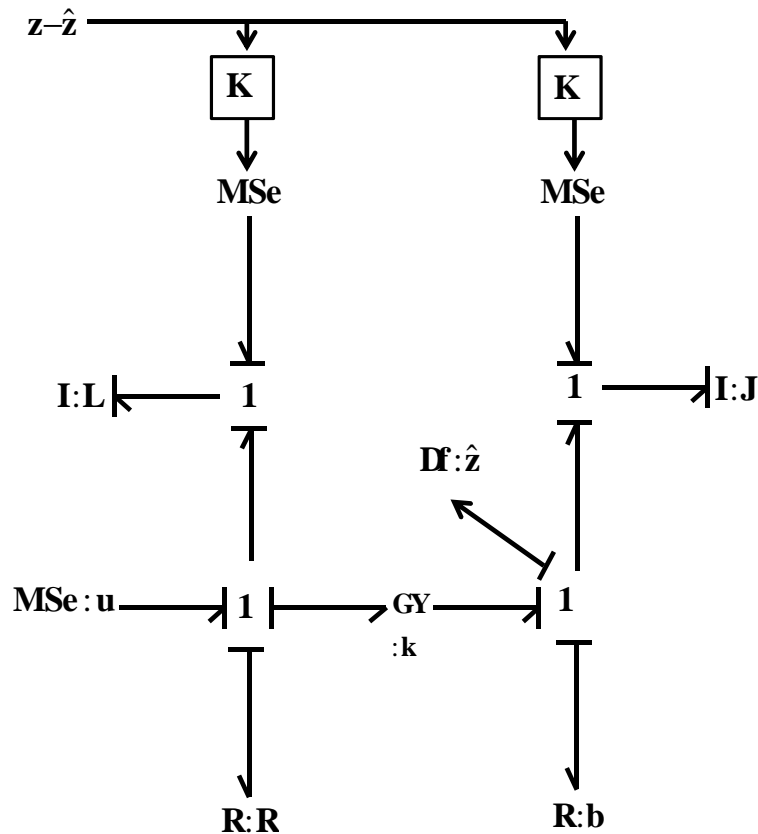 z–ẑ
K K
MSe MSe
I:L 1 1 I:J
Df:ẑ
MSe:u 1 GY 1
:k
R:R R:b